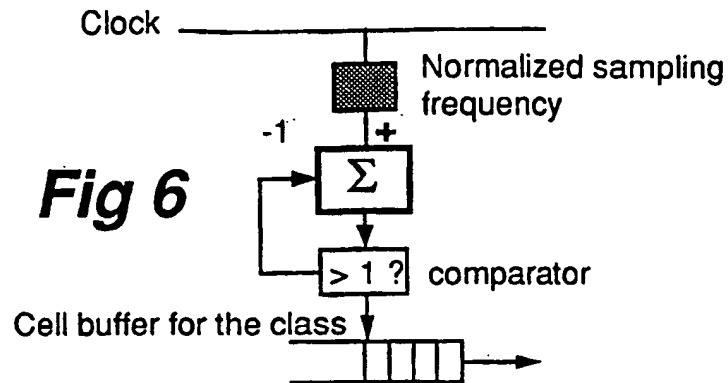 Clock
Normalized sampling
frequency
-1 +
Σ
Fig 6
> 1 ?
comparator
Cell buffer for the class